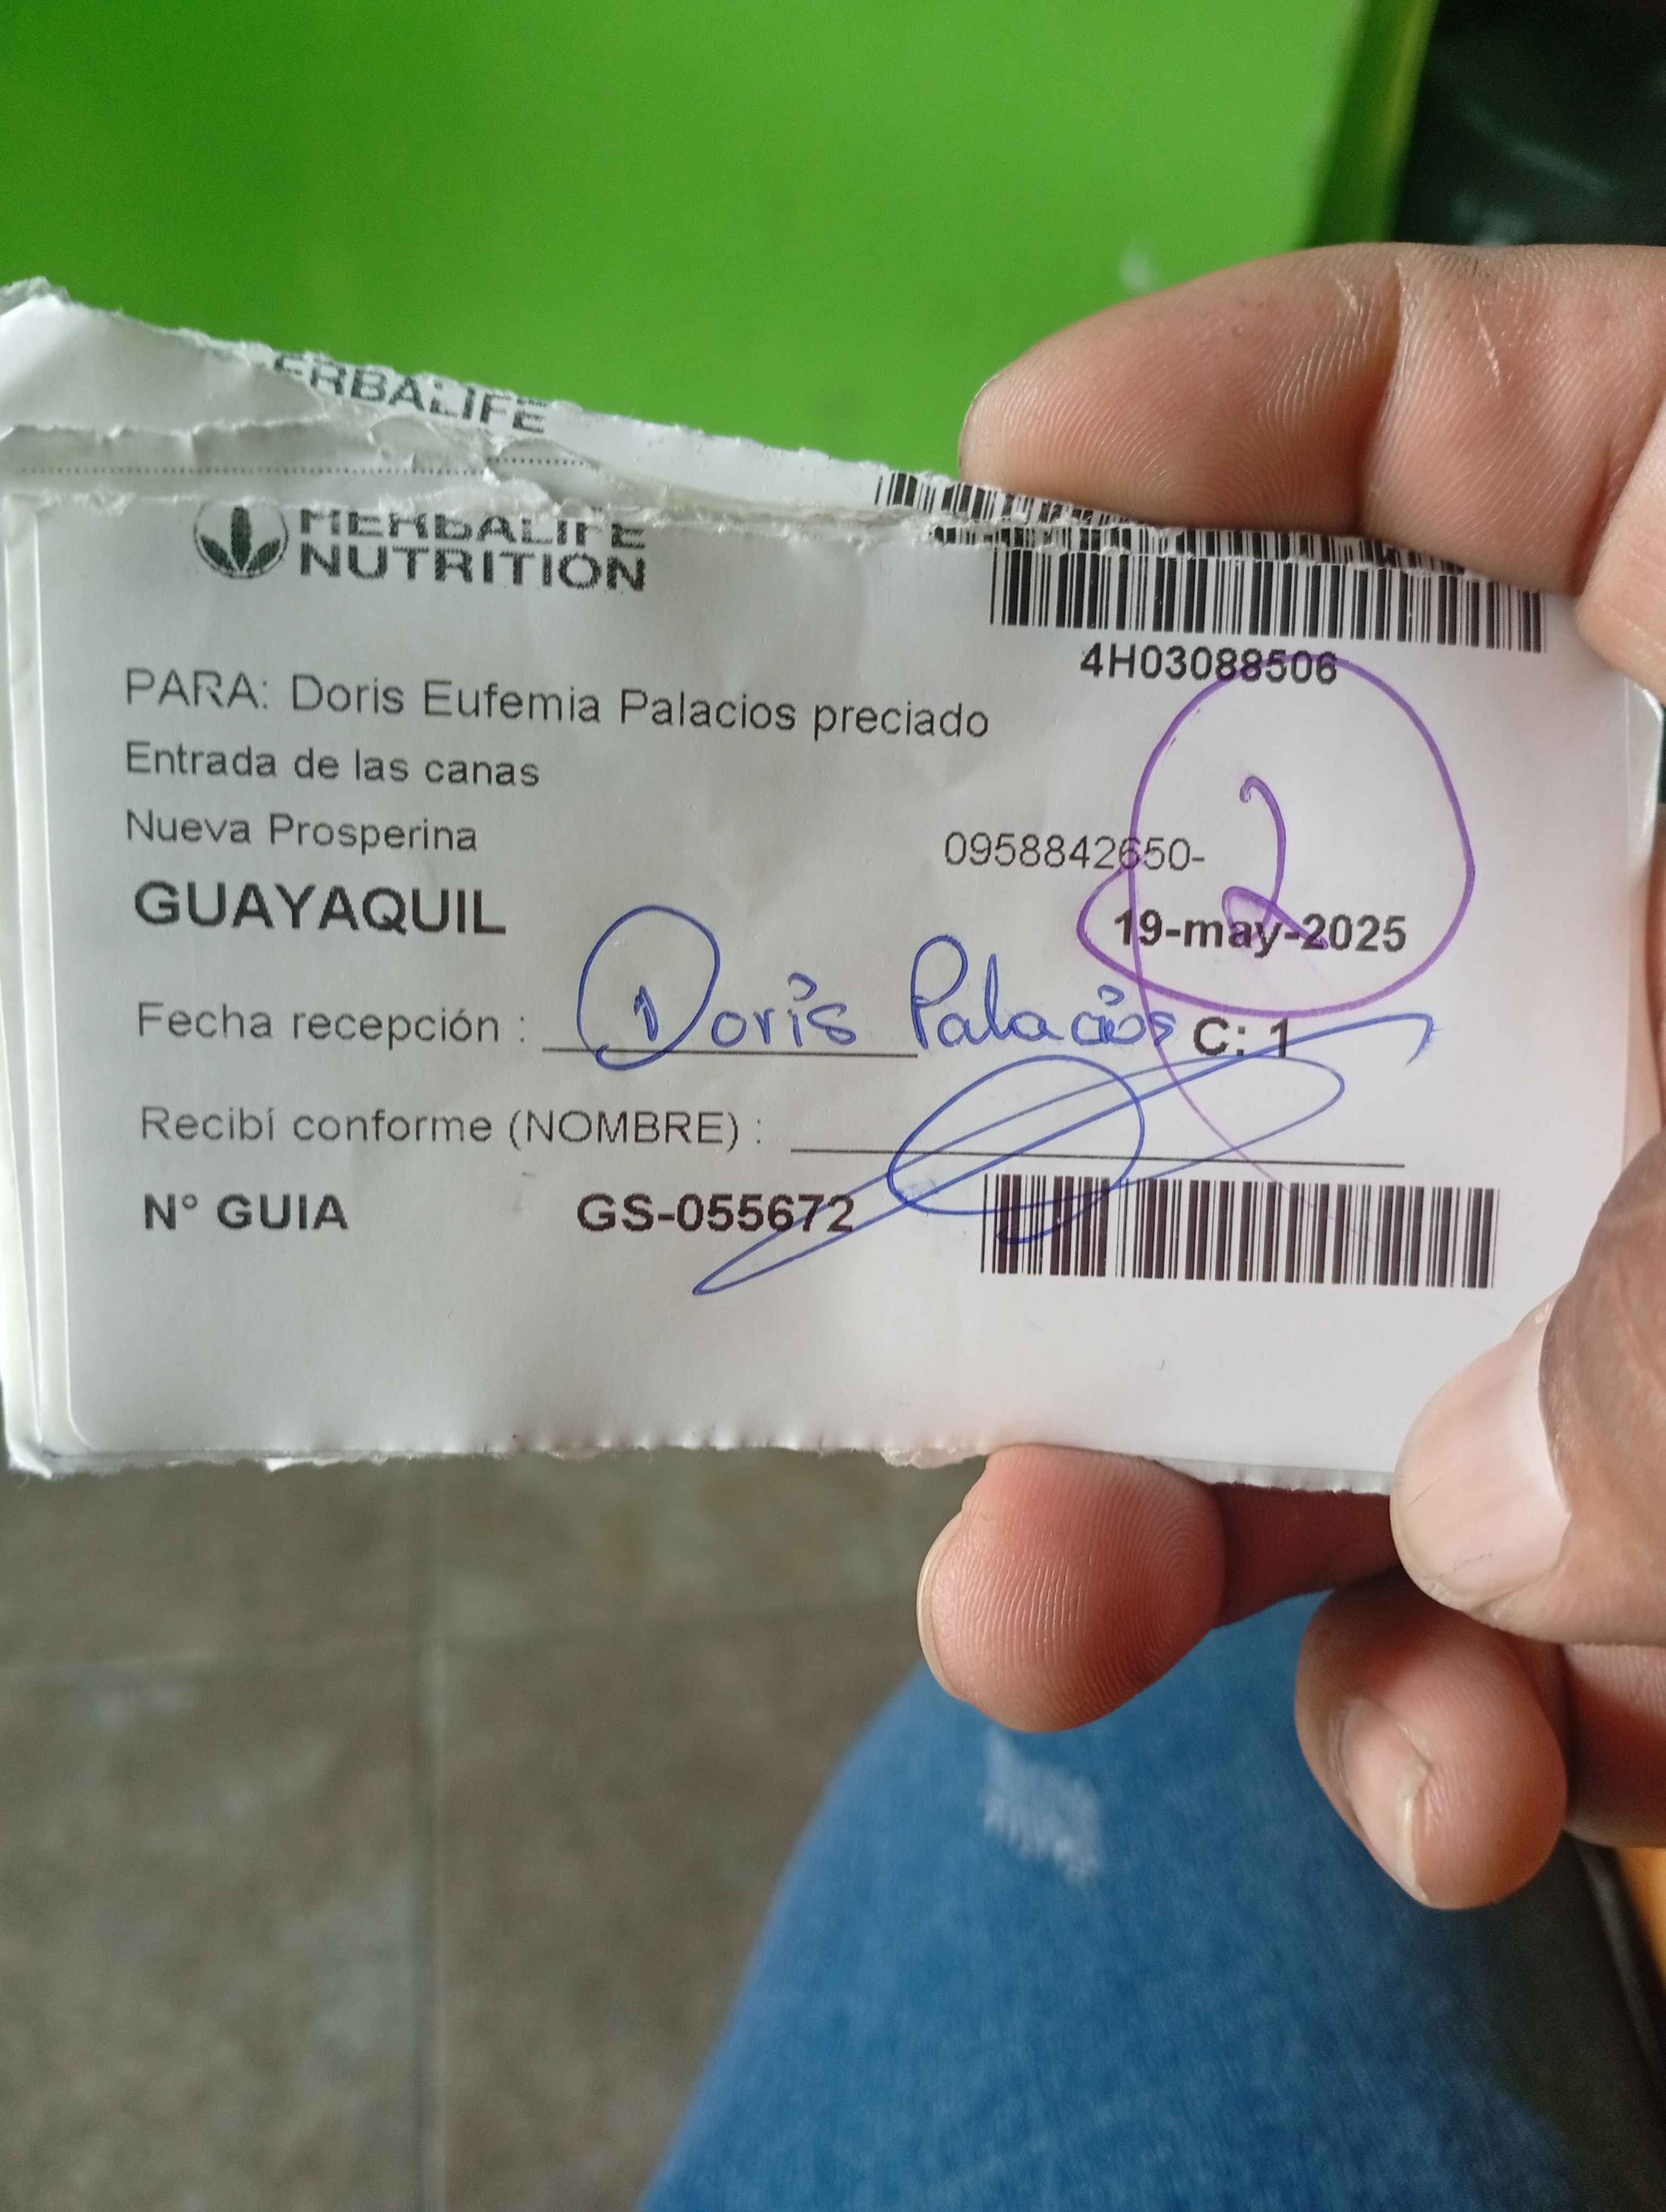 ERBALIFE
HERBALIFE
NUTRITION
4H03088506
PARA: Doris Eufemia Palacios preciado
Entrada de las canas
Nueva Prosperina
0958842650-
2
GUAYAQUIL
19-may-2025
Fecha recepción : Doris Palacios C: 1
Recibí conforme (NOMBRE) :
N° GUIA GS-055672